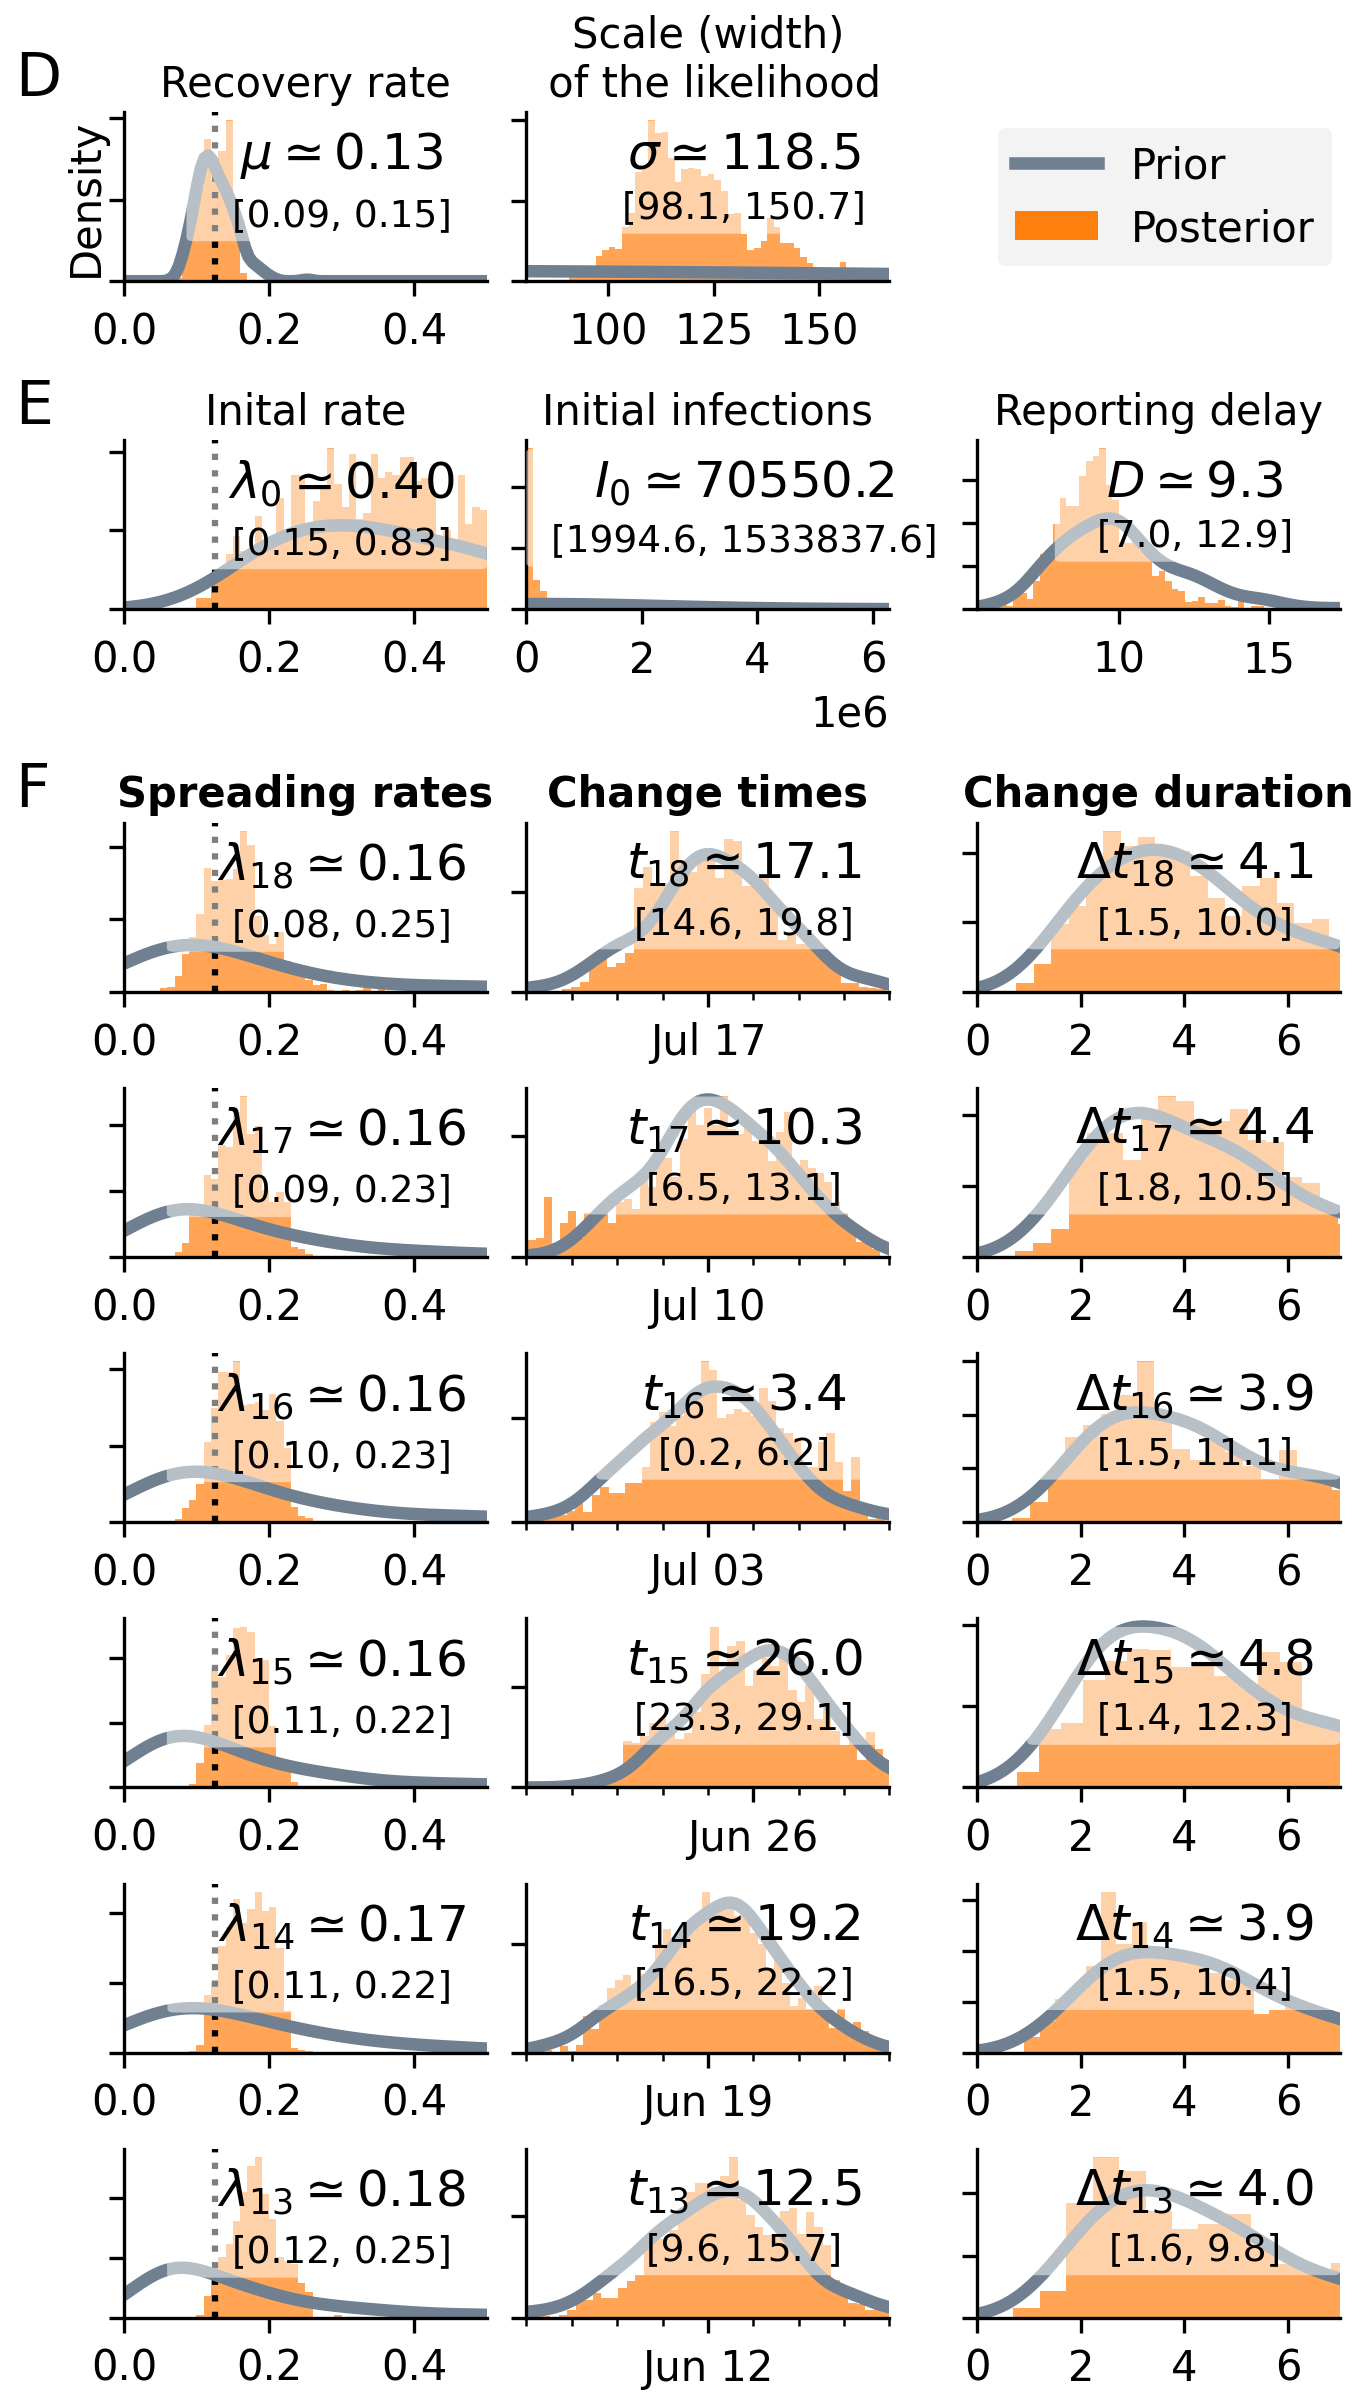 D
Recovery rate
Scale (width)
of the likelihood
Density
μ ≃ 0.13
[0.09, 0.15]
0.0 0.2 0.4
σ ≃ 118.5
[98.1, 150.7]
100 125 150
Prior
Posterior
E
Inital rate
λ0 ≃ 0.40
[0.15, 0.83]
0.0 0.2 0.4
Initial infections
I0 ≃ 70550.2
[1994.6, 1533837.6]
0 2 4 6
1e6
Reporting delay
D ≃ 9.3
[7.0, 12.9]
10 15
F
Spreading rates
Change times
Change duration
λ18 ≃ 0.16
[0.08, 0.25]
0.0 0.2 0.4
t18 ≃ 17.1
[14.6, 19.8]
Jul 17
Δt18 ≃ 4.1
[1.5, 10.0]
0 2 4 6
λ17 ≃ 0.16
[0.09, 0.23]
0.0 0.2 0.4
t17 ≃ 10.3
[6.5, 13.1]
Jul 10
Δt17 ≃ 4.4
[1.8, 10.5]
0 2 4 6
λ16 ≃ 0.16
[0.10, 0.23]
0.0 0.2 0.4
t16 ≃ 3.4
[0.2, 6.2]
Jul 03
Δt16 ≃ 3.9
[1.5, 11.1]
0 2 4 6
λ15 ≃ 0.16
[0.11, 0.22]
0.0 0.2 0.4
t15 ≃ 26.0
[23.3, 29.1]
Jun 26
Δt15 ≃ 4.8
[1.4, 12.3]
0 2 4 6
λ14 ≃ 0.17
[0.11, 0.22]
0.0 0.2 0.4
t14 ≃ 19.2
[16.5, 22.2]
Jun 19
Δt14 ≃ 3.9
[1.5, 10.4]
0 2 4 6
λ13 ≃ 0.18
[0.12, 0.25]
0.0 0.2 0.4
t13 ≃ 12.5
[9.6, 15.7]
Jun 12
Δt13 ≃ 4.0
[1.6, 9.8]
0 2 4 6